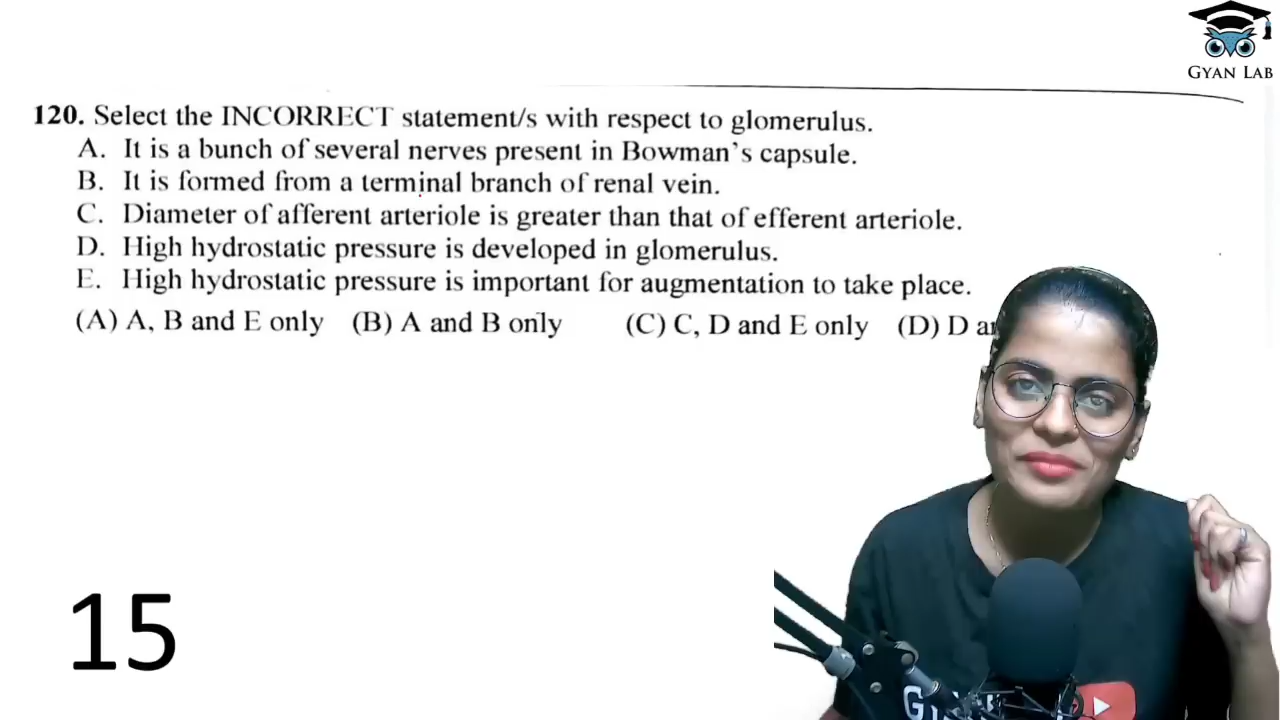 GYAN LAB
120. Select the INCORRECT statement/s with respect to glomerulus.
A. It is a bunch of several nerves present in Bowman's capsule.
B. It is formed from a terminal branch of renal vein.
C. Diameter of afferent arteriole is greater than that of efferent arteriole.
D. High hydrostatic pressure is developed in glomerulus.
E. High hydrostatic pressure is important for augmentation to take place.
(A) A, B and E only (B) A and B only (C) C, D and E only (D) D
15